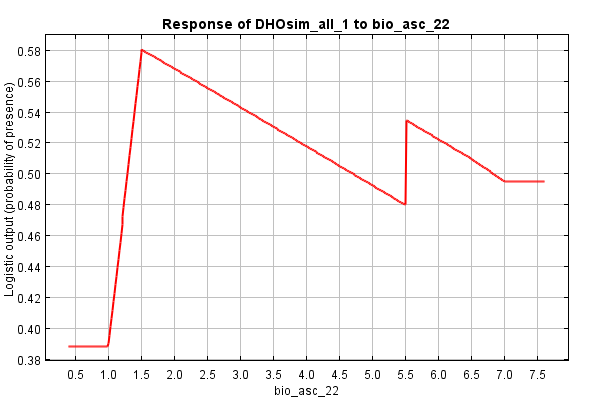 Response of DHOsim_all_1 to bio_asc_22
Logistic output (probability of presence)
0.58
0.56
0.54
0.52
0.50
0.48
0.46
0.44
0.42
0.40
0.38
0.5 1.0 1.5 2.0 2.5 3.0 3.5 4.0 4.5 5.0 5.5 6.0 6.5 7.0 7.5
bio_asc_22